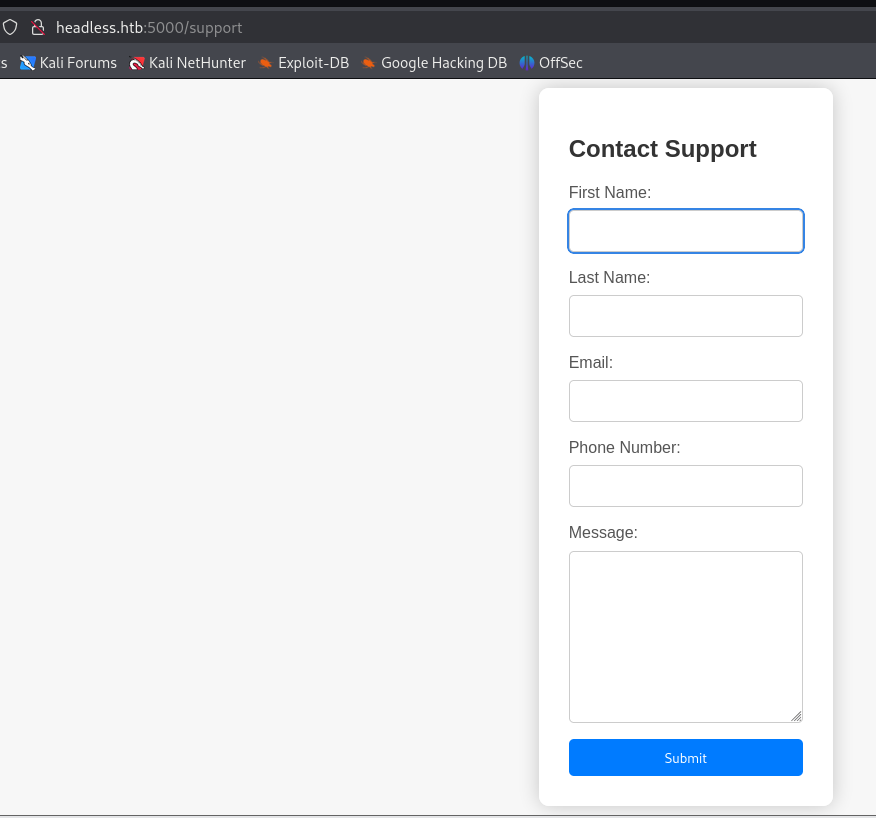 headless.htb:5000/support
s Kali Forums Kali NetHunter Exploit-DB Google Hacking DB OffSec
Contact Support
First Name:
Last Name:
Email:
Phone Number:
Message:
Submit